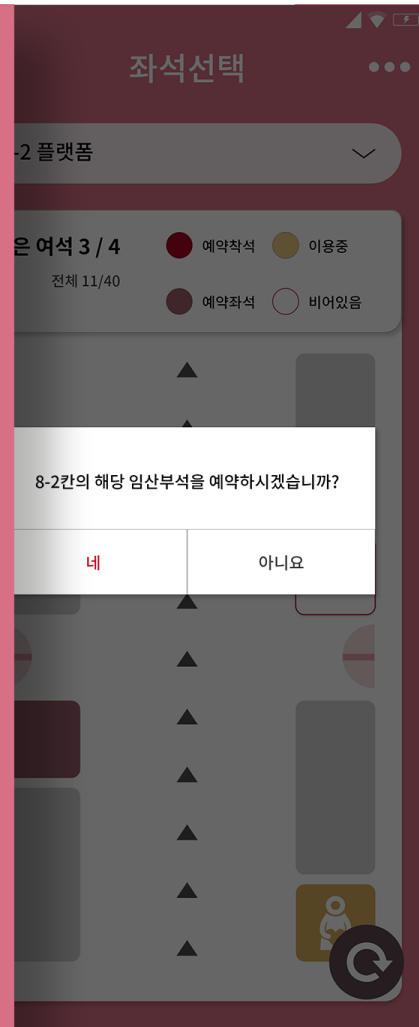 좌석선택
-2 플랫폼
은 여석 3 / 4
전체 11/40
예약착석
이용중
예약좌석
비어있음
8-2칸의 해당 임산부석을 예약하시겠습니까?
네
아니요